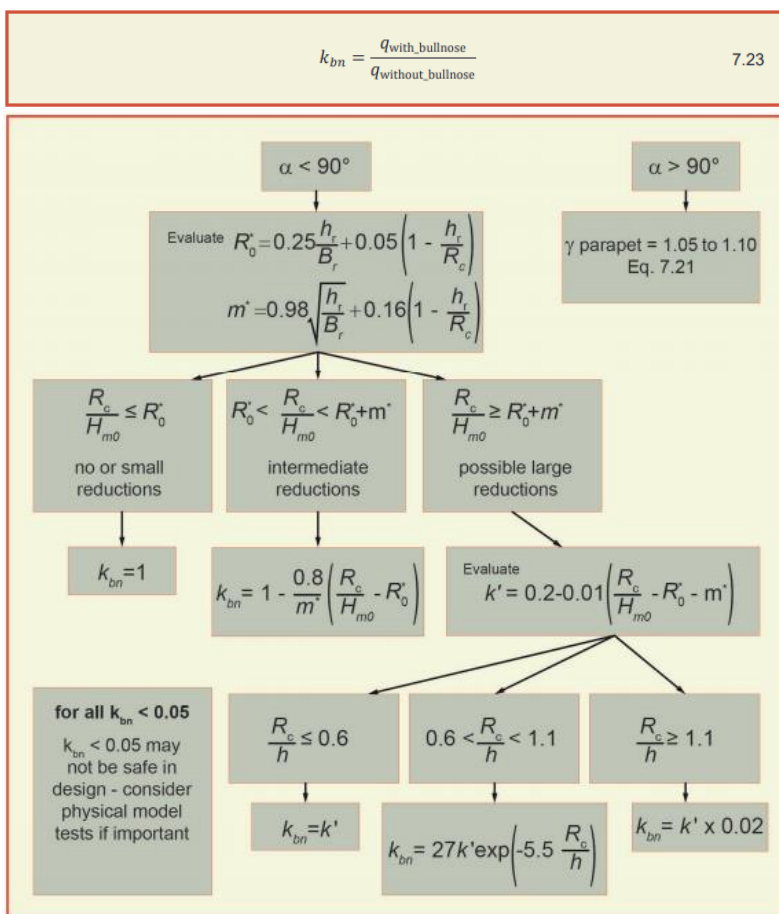 k_bn = q_with_bullnose / q_without_bullnose 7.23
α < 90°
α > 90°
Evaluate R*_0 = 0.25 h_r/B_r + 0.05(1 - h_r/R_c)
m* = 0.98√(h_r/B_r) + 0.16(1 - h_r/R_c)
γ parapet = 1.05 to 1.10
Eq. 7.21
R_c/H_m0 ≤ R*_0
no or small
reductions
R*_0 < R_c/H_m0 < R*_0+m*
intermediate
reductions
R_c/H_m0 ≥ R*_0+m*
possible large
reductions
k_bn=1
k_bn = 1 - 0.8/m* (R_c/H_m0 - R*_0)
Evaluate
k' = 0.2-0.01(R_c/H_m0 - R*_0 - m*)
for all k_bn < 0.05
k_bn < 0.05 may
not be safe in
design - consider
physical model
tests if important
R_c/h ≤ 0.6
0.6 < R_c/h < 1.1
R_c/h ≥ 1.1
k_bn=k'
k_bn= 27k'exp(-5.5 R_c/h)
k_bn= k' x 0.02